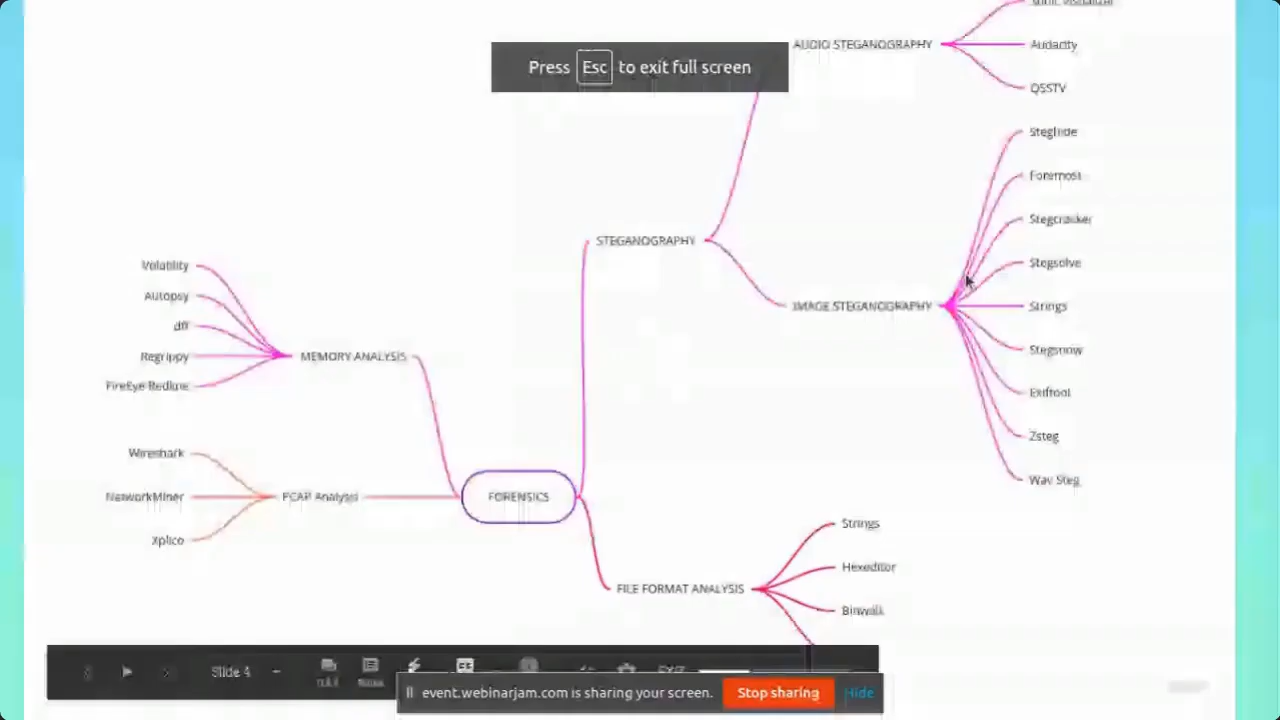 AUDIO STEGANOGRAPHY
Audacity
QSSTV
Press Esc to exit full screen
Steghide
Foremost
Stegcracker
Stegsolve
Strings
Stegsnow
Exiftool
Zsteg
Wav Steg
STEGANOGRAPHY
IMAGE STEGANOGRAPHY
Volatility
Autopsy
dff
Regrippy
FireEye Redline
MEMORY ANALYSIS
Wireshark
NetworkMiner
Xplico
PCAP Analysis
FORENSICS
FILE FORMAT ANALYSIS
Strings
Hexeditor
Binwalk
Slide 4
event.webinarjam.com is sharing your screen.
Stop sharing
Hide